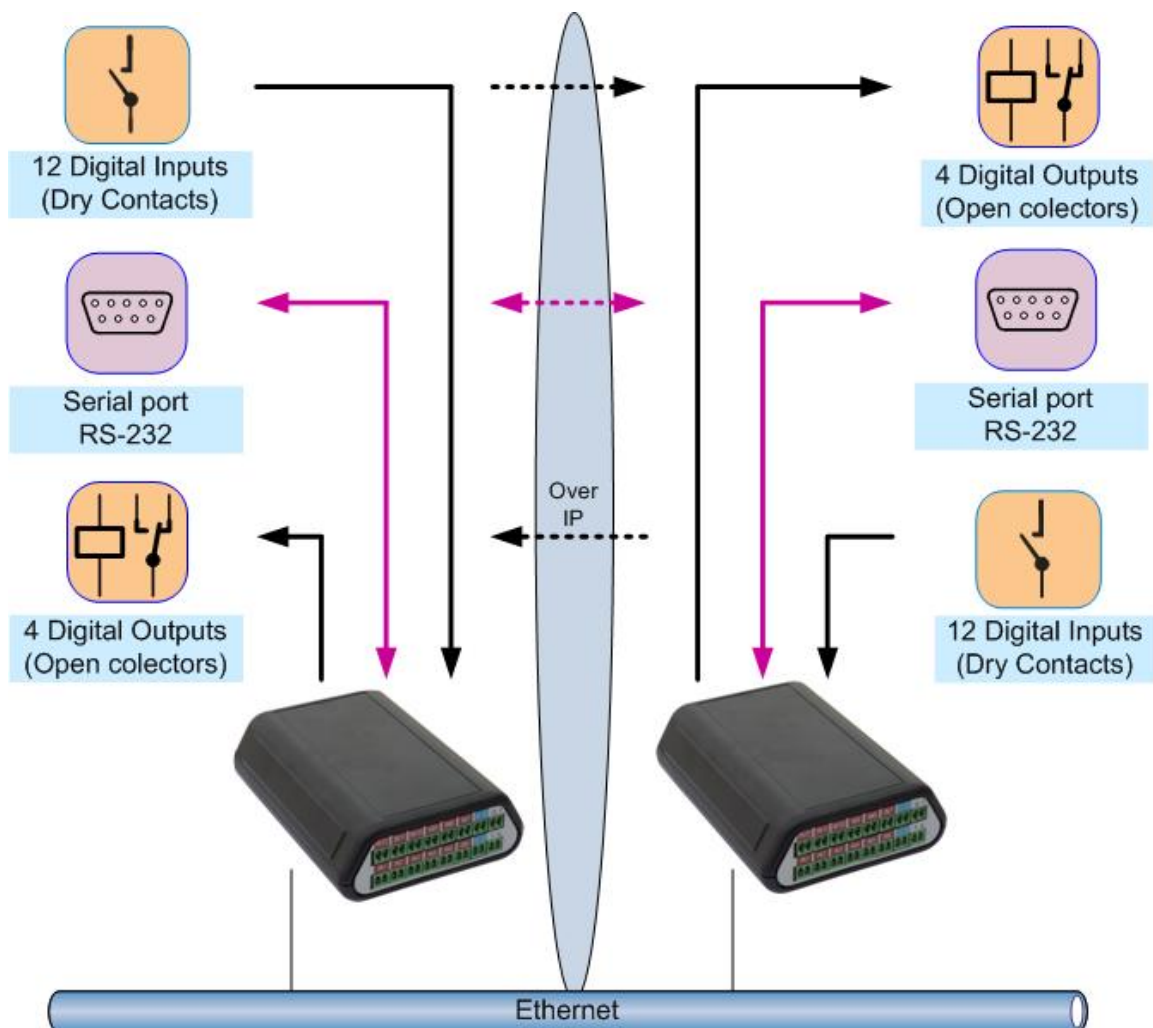 12 Digital Inputs
(Dry Contacts)
4 Digital Outputs
(Open colectors)
Serial port
RS-232
Serial port
RS-232
Over
IP
4 Digital Outputs
(Open colectors)
12 Digital Inputs
(Dry Contacts)
Ethernet